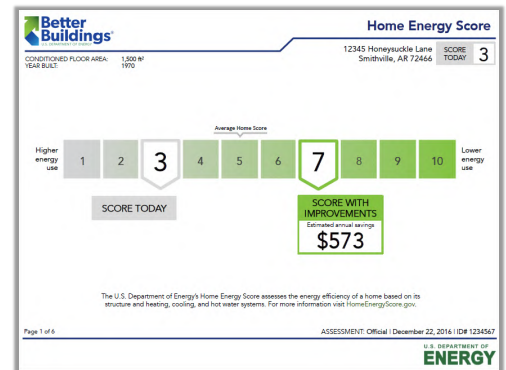 Better
Buildings®
U.S. DEPARTMENT OF ENERGY
Home Energy Score
12345 Honeysuckle Lane
Smithville, AR 72466
SCORE
TODAY
3
CONDITIONED FLOOR AREA: 1,500 ft²
YEAR BUILT: 1970
Average Home Score
Higher
energy
use
1 2 3 4 5 6 7 8 9 10
Lower
energy
use
SCORE TODAY
SCORE WITH
IMPROVEMENTS
Estimated annual savings
$573
The U.S. Department of Energy's Home Energy Score assesses the energy efficiency of a home based on its
structure and heating, cooling, and hot water systems. For more information visit HomeEnergyScore.gov.
Page 1 of 6
ASSESSMENT: Official | December 22, 2016 | ID# 1234567
U.S. DEPARTMENT OF
ENERGY